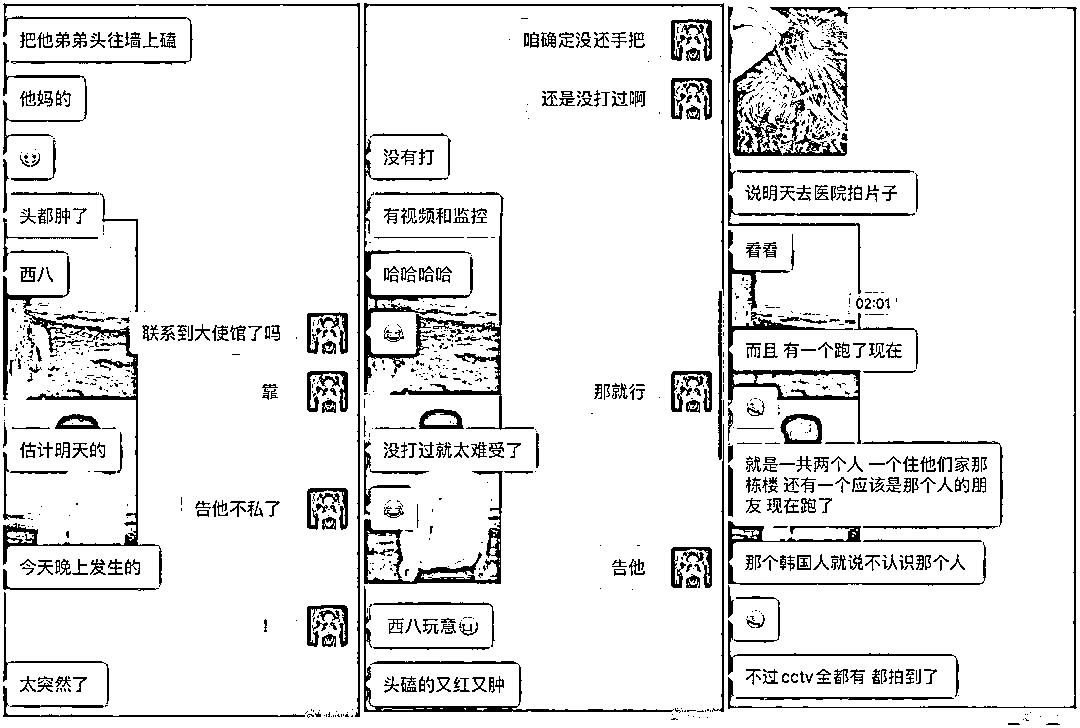 把他弟弟头往墙上磕
他妈的
头都肿了
西八
联系到大使馆了吗
靠
估计明天的
告他不私了
今天晚上发生的
！
太突然了
咱确定没还手把
还是没打过啊
没有打
有视频和监控
哈哈哈哈
那就行
没打过就太难受了
告他
西八玩意
头磕的又红又肿
说明天去医院拍片子
看看
02:01
而且 有一个跑了现在
就是一共两个人 一个住他们家那
栋楼 还有一个应该是那个人的朋
友 现在跑了
那个韩国人就说不认识那个人
不过cctv全都有 都拍到了